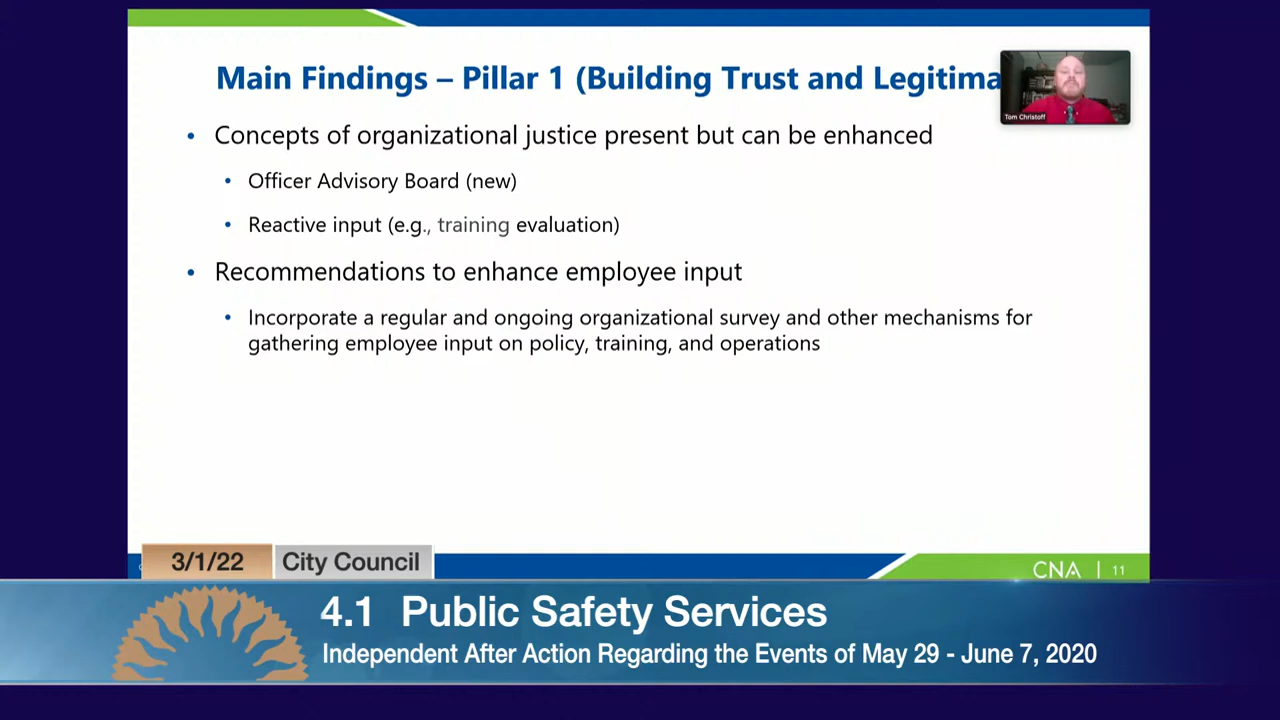 Main Findings – Pillar 1 (Building Trust and Legitima
Tom Christoff
• Concepts of organizational justice present but can be enhanced
• Officer Advisory Board (new)
• Reactive input (e.g., training evaluation)
• Recommendations to enhance employee input
• Incorporate a regular and ongoing organizational survey and other mechanisms for
gathering employee input on policy, training, and operations
3/1/22 City Council
CNA | 11
4.1 Public Safety Services
Independent After Action Regarding the Events of May 29 - June 7, 2020